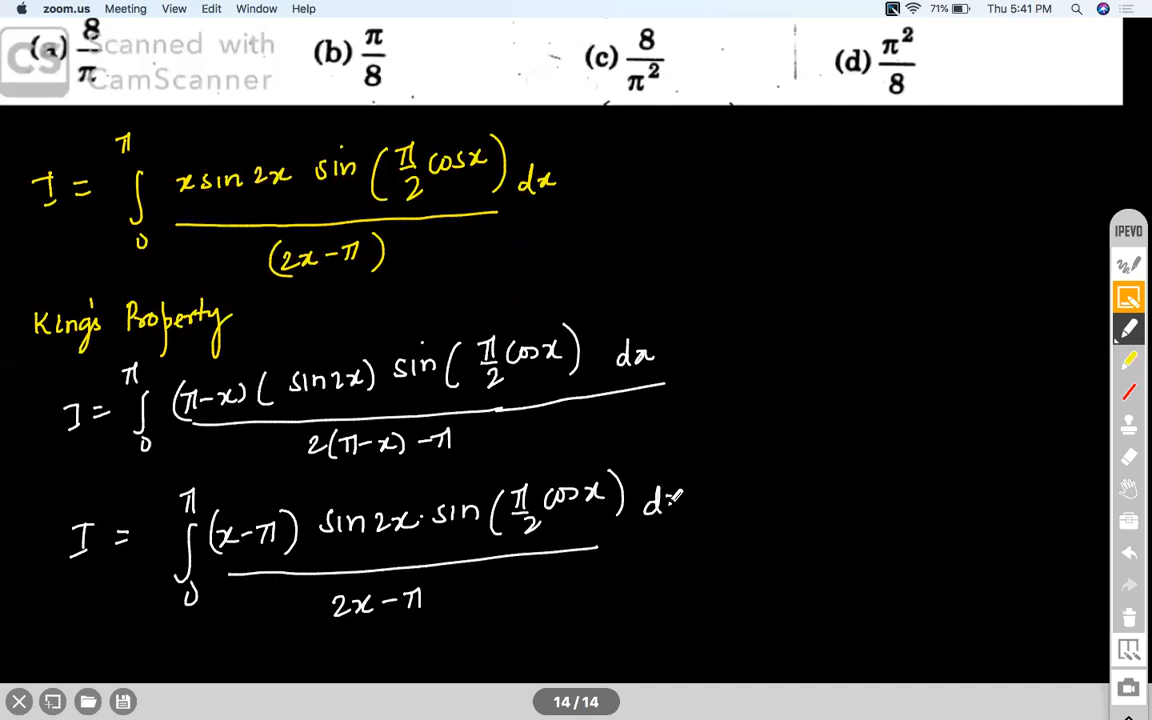 zoom.us Meeting View Edit Window Help 71% Thu 5:41 PM
Scanned with
CS CamScanner
(a) 8/π (b) π/8 (c) 8/π² (d) π²/8
I = ∫₀^π x sin 2x sin (π/2 cos x) / (2x − π) dx
King's Property
I = ∫₀^π (π−x) ( sin 2x) sin ( π/2 cos x) / 2(π−x) −π dx
I = ∫₀^π (x−π) sin 2x · sin (π/2 cos x) / 2x − π dx
IPEVO
14 / 14